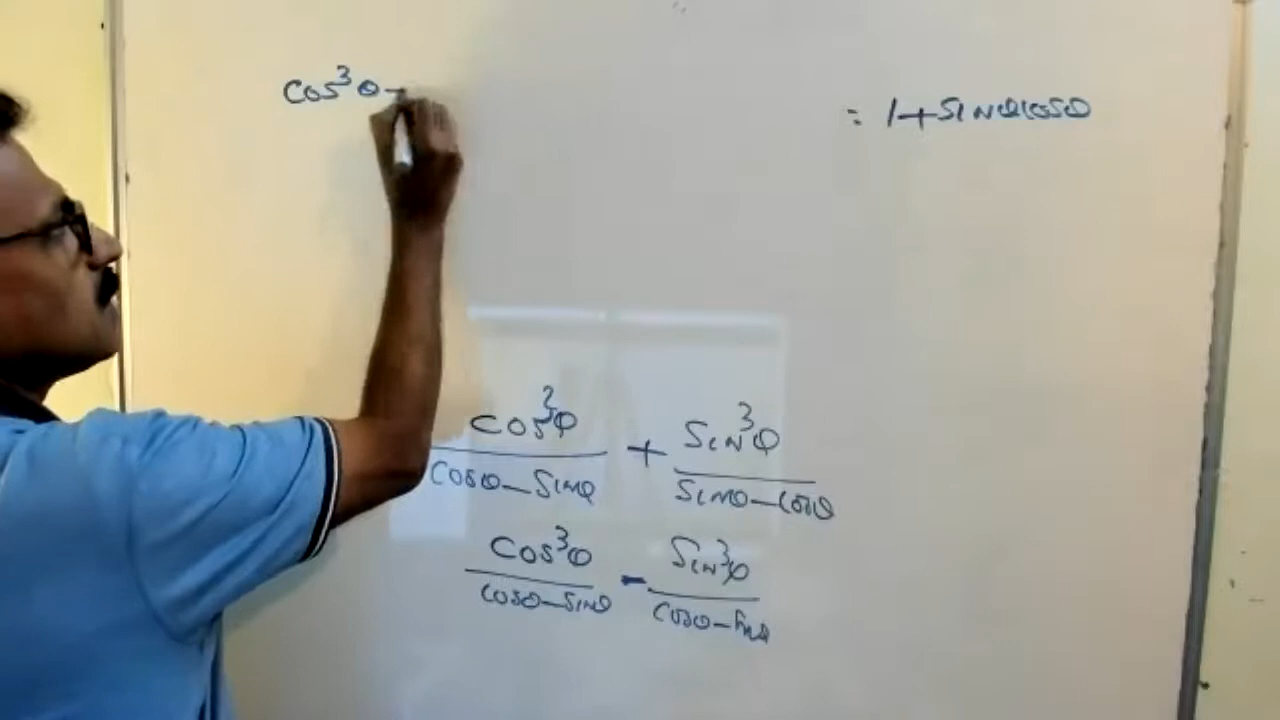 cos³θ- = 1+sinθcosθ
cos³θ + sin³θ
cosθ-sinθ sinθ-cosθ
cos³θ - sin³θ
cosθ-sinθ cosθ-sinθ